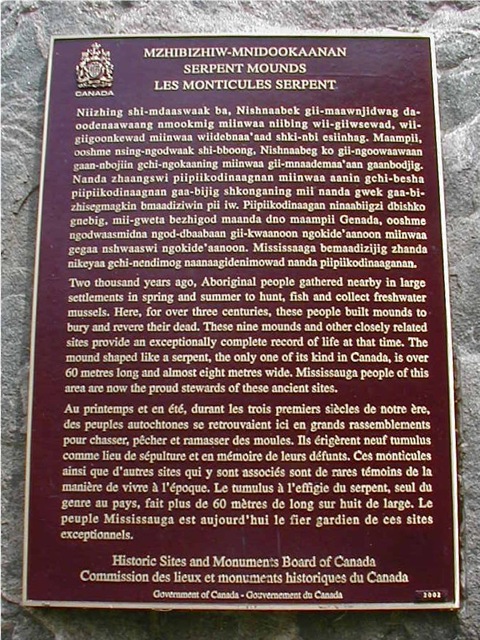 CANADA
MZHIBIZHIW-MNIDOOKAANAN
SERPENT MOUNDS
LES MONTICULES SERPENT
Niizhing shi-mdaaswaak ba, Nishnaabek gii-maawnjidwag da-
oodenaawaang nmookmig miinwaa niibing wii-giiwsewad, wii-
giigoonkewad miinwaa wiidebnaa'aad shki-nbi esiinhag. Maampii,
ooshme nsing-ngodwaak shi-bboong, Nishnaabeg ko gii-ngoowaawaan
gaan-nbojiin gchi-ngokaaning miinwaa gii-mnaademaa'aan gaanbodjig.
Nanda zhaangswi piipiikodinaagnan miinwaa aanin gchi-besha
piipiikodinaagnan gaa-bijig shkonganing mii nanda gwek gaa-bi-
zhisegmagkin bmaadiziwin pii iw. Piipiikodinaagan ninaabiigzi dbishko
gnebig, mii-gweta bezhigod maanda dno maampii Genada, ooshme
ngodwaasmidna ngod-dbaabaan gii-kwaanoon ngokide'aanoon miinwaa
gegaa nshwaaswi ngokide'aanoon. Mississaaga bemaadizijig zhanda
nikeyaa gchi-nendimog naanaagidenimowad nanda piipiikodinaaganan.
Two thousand years ago, Aboriginal people gathered nearby in large
settlements in spring and summer to hunt, fish and collect freshwater
mussels. Here, for over three centuries, these people built mounds to
bury and revere their dead. These nine mounds and other closely related
sites provide an exceptionally complete record of life at that time. The
mound shaped like a serpent, the only one of its kind in Canada, is over
60 metres long and almost eight metres wide. Mississauga people of this
area are now the proud stewards of these ancient sites.
Au printemps et en été, durant les trois premiers siècles de notre ère,
des peuples autochtones se retrouvaient ici en grands rassemblements
pour chasser, pêcher et ramasser des moules. Ils érigèrent neuf tumulus
comme lieu de sépulture et en mémoire de leurs défunts. Ces monticules
ainsi que d'autres sites qui y sont associés sont de rares témoins de la
manière de vivre à l'époque. Le tumulus à l'effigie du serpent, seul du
genre au pays, fait plus de 60 mètres de long sur huit de large. Le
peuple Mississauga est aujourd'hui le fier gardien de ces sites
exceptionnels.
Historic Sites and Monuments Board of Canada
Commission des lieux et monuments historiques du Canada
Government of Canada - Gouvernement du Canada
2002